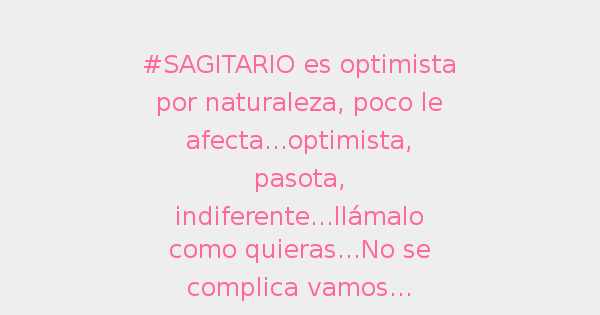 #SAGITARIO es optimista
por naturaleza, poco le
afecta...optimista,
pasota,
indiferente...llámalo
como quieras...No se
complica vamos...